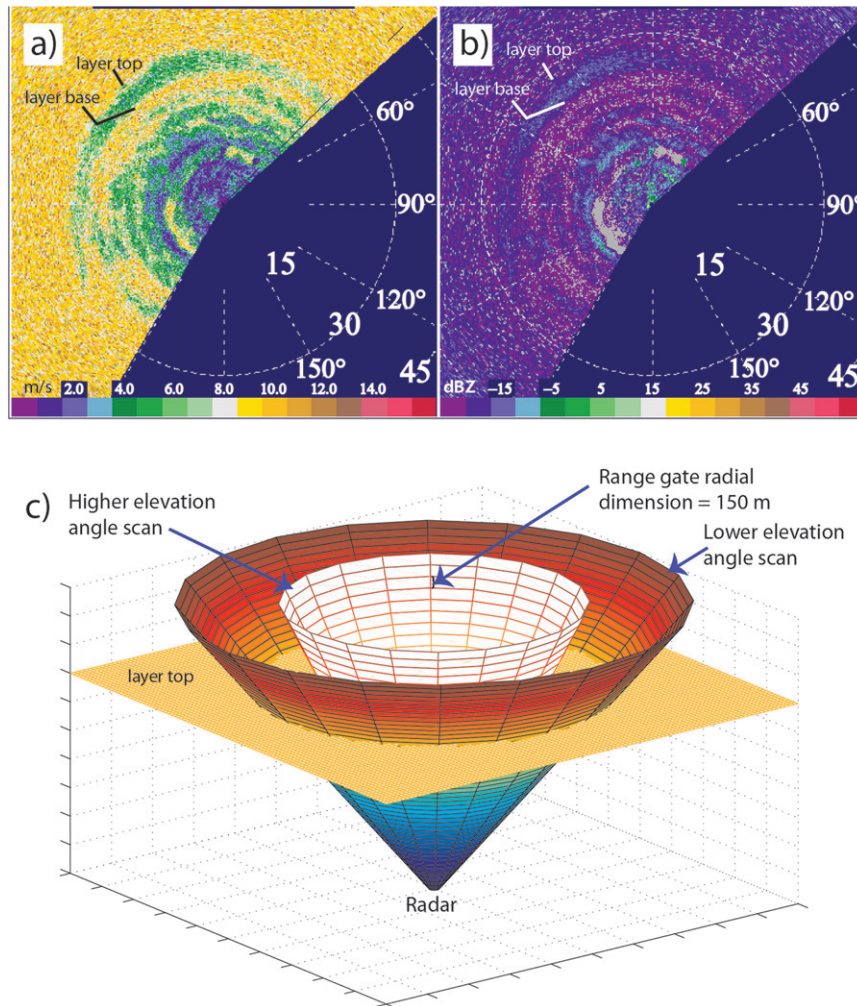 a)
layer top
layer base
60°
90°
15
120°
30
150°
45
m/s 2.0 4.0 6.0 8.0 10.0 12.0 14.0
b)
layer top
layer base
60°
90°
15
120°
30
150°
45
dBZ −15 −5 5 15 25 35 45
c)
Higher elevation
angle scan
Range gate radial
dimension = 150 m
Lower elevation
angle scan
layer top
Radar